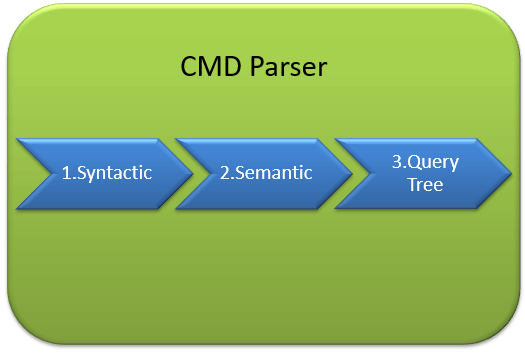 CMD Parser
1.Syntactic
2.Semantic
3.Query
Tree